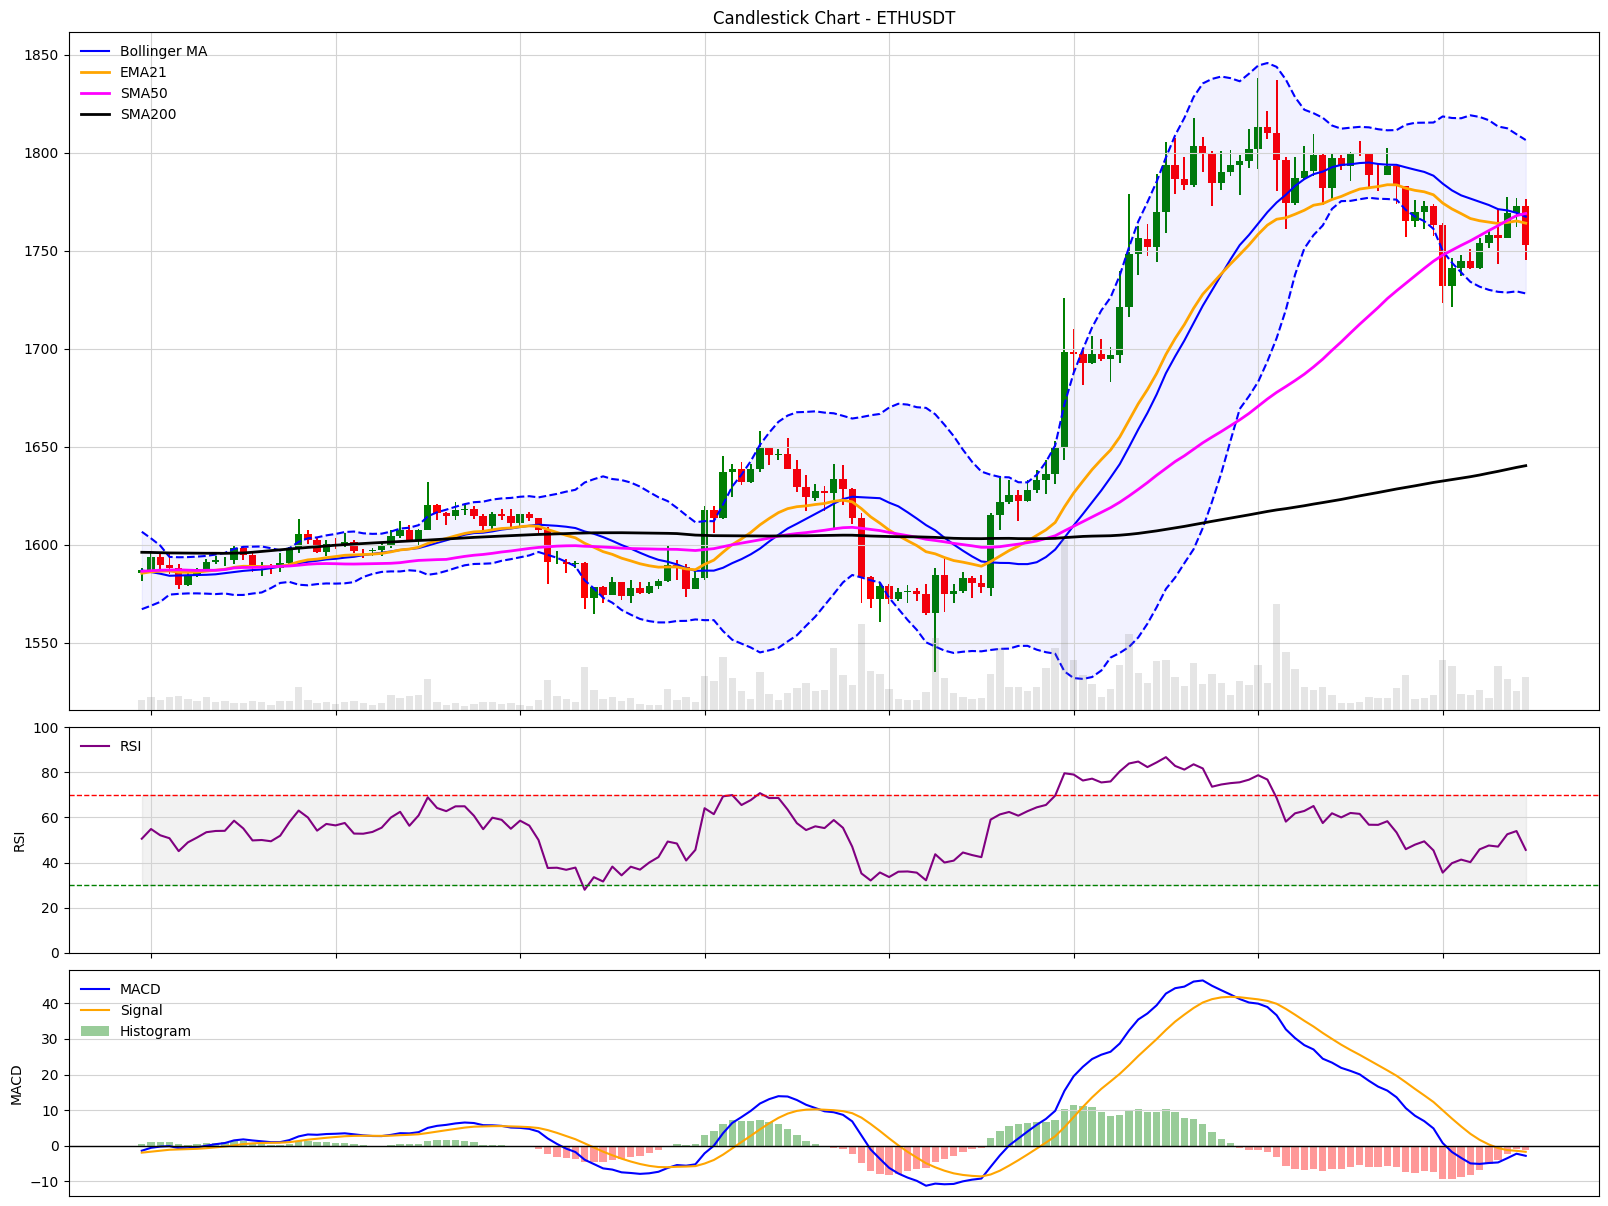 Candlestick Chart - ETHUSDT
Bollinger MA
EMA21
SMA50
SMA200
1850
1800
1750
1700
1650
1600
1550
RSI
100
80
60
40
20
0
RSI
MACD
Signal
Histogram
40
30
20
10
0
−10
MACD